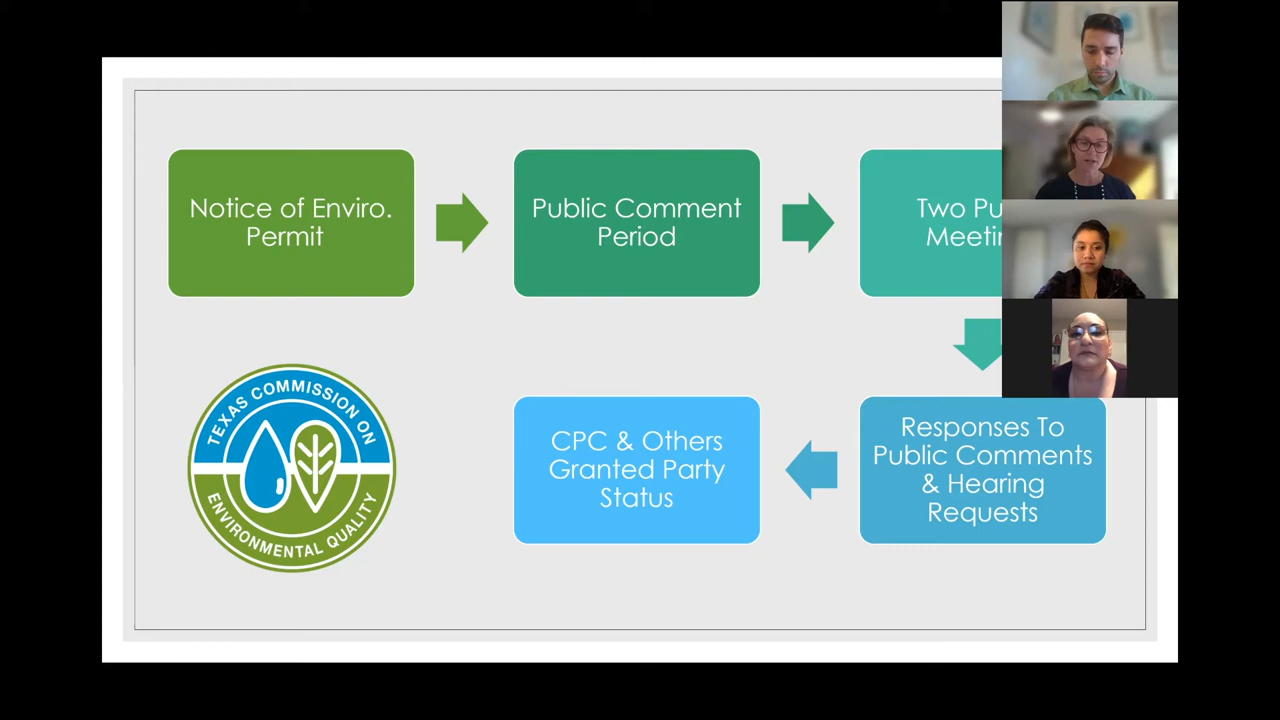 Notice of Enviro.
Permit
Public Comment
Period
Two
Responses To
Public Comments
& Hearing
Requests
CPC & Others
Granted Party
Status
TEXAS COMMISSION ON
ENVIRONMENTAL QUALITY